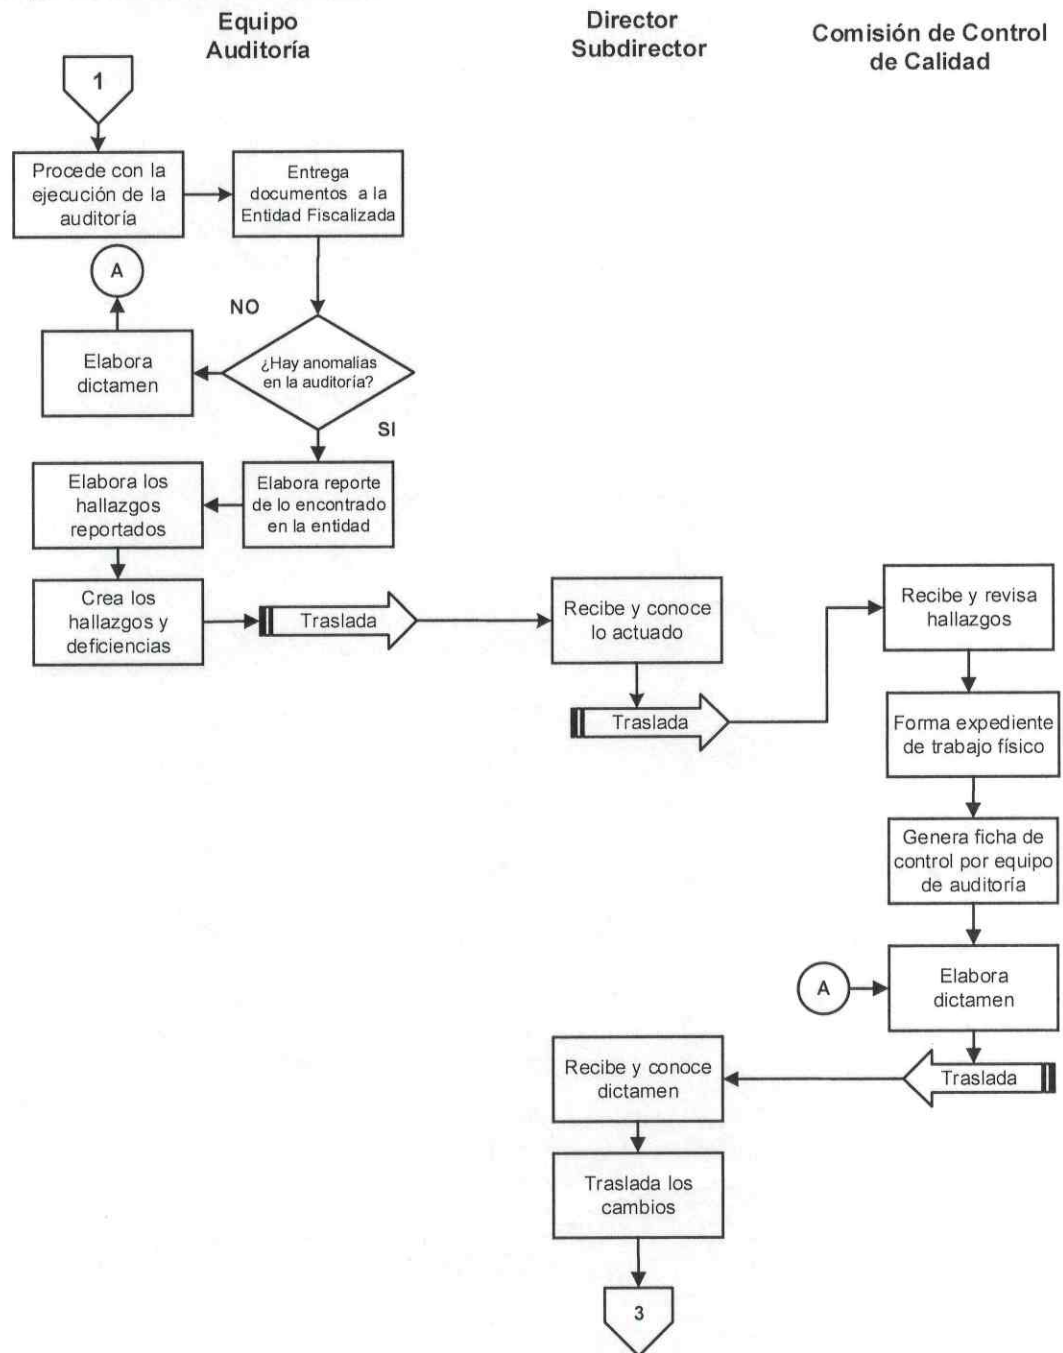 Equipo
Auditoría
Director
Subdirector
Comisión de Control
de Calidad
1
Procede con la
ejecución de la
auditoría
Entrega
documentos a la
Entidad Fiscalizada
A
NO
Elabora
dictamen
¿Hay anomalias
en la auditoría?
SI
Elabora los
hallazgos
reportados
Elabora reporte
de lo encontrado
en la entidad
Crea los
hallazgos y
deficiencias
Traslada
Recibe y conoce
lo actuado
Recibe y revisa
hallazgos
Traslada
Forma expediente
de trabajo físico
Genera ficha de
control por equipo
de auditoría
A
Elabora
dictamen
Recibe y conoce
dictamen
Traslada
Traslada los
cambios
3